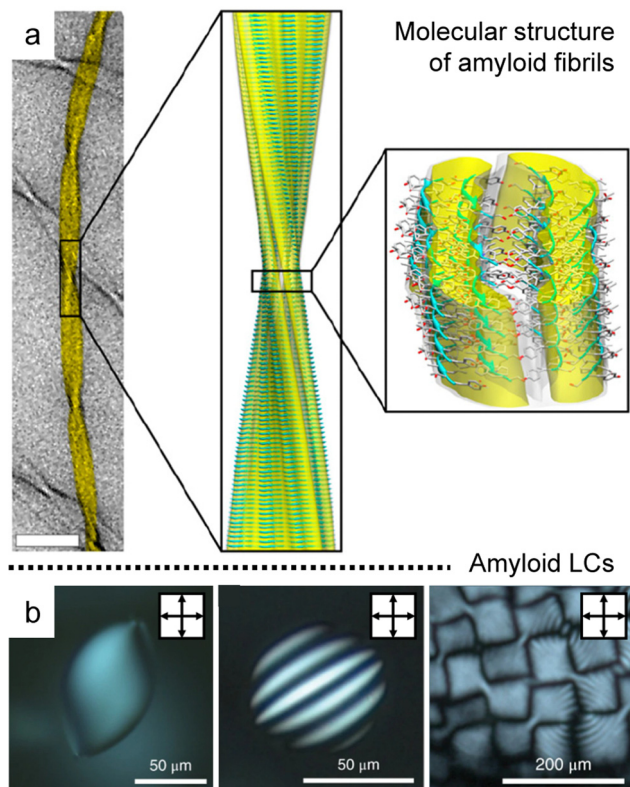 a
Molecular structure
of amyloid fibrils
Amyloid LCs
b
50 μm
50 μm
200 μm